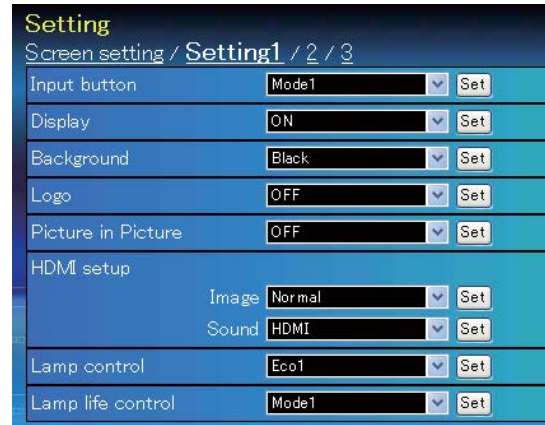 Setting
Screen setting / Setting1 / 2 / 3
Input button Mode1 Set
Display ON Set
Background Black Set
Logo OFF Set
Picture in Picture OFF Set
HDMI setup
Image Normal Set
Sound HDMI Set
Lamp control Eco1 Set
Lamp life control Mode1 Set